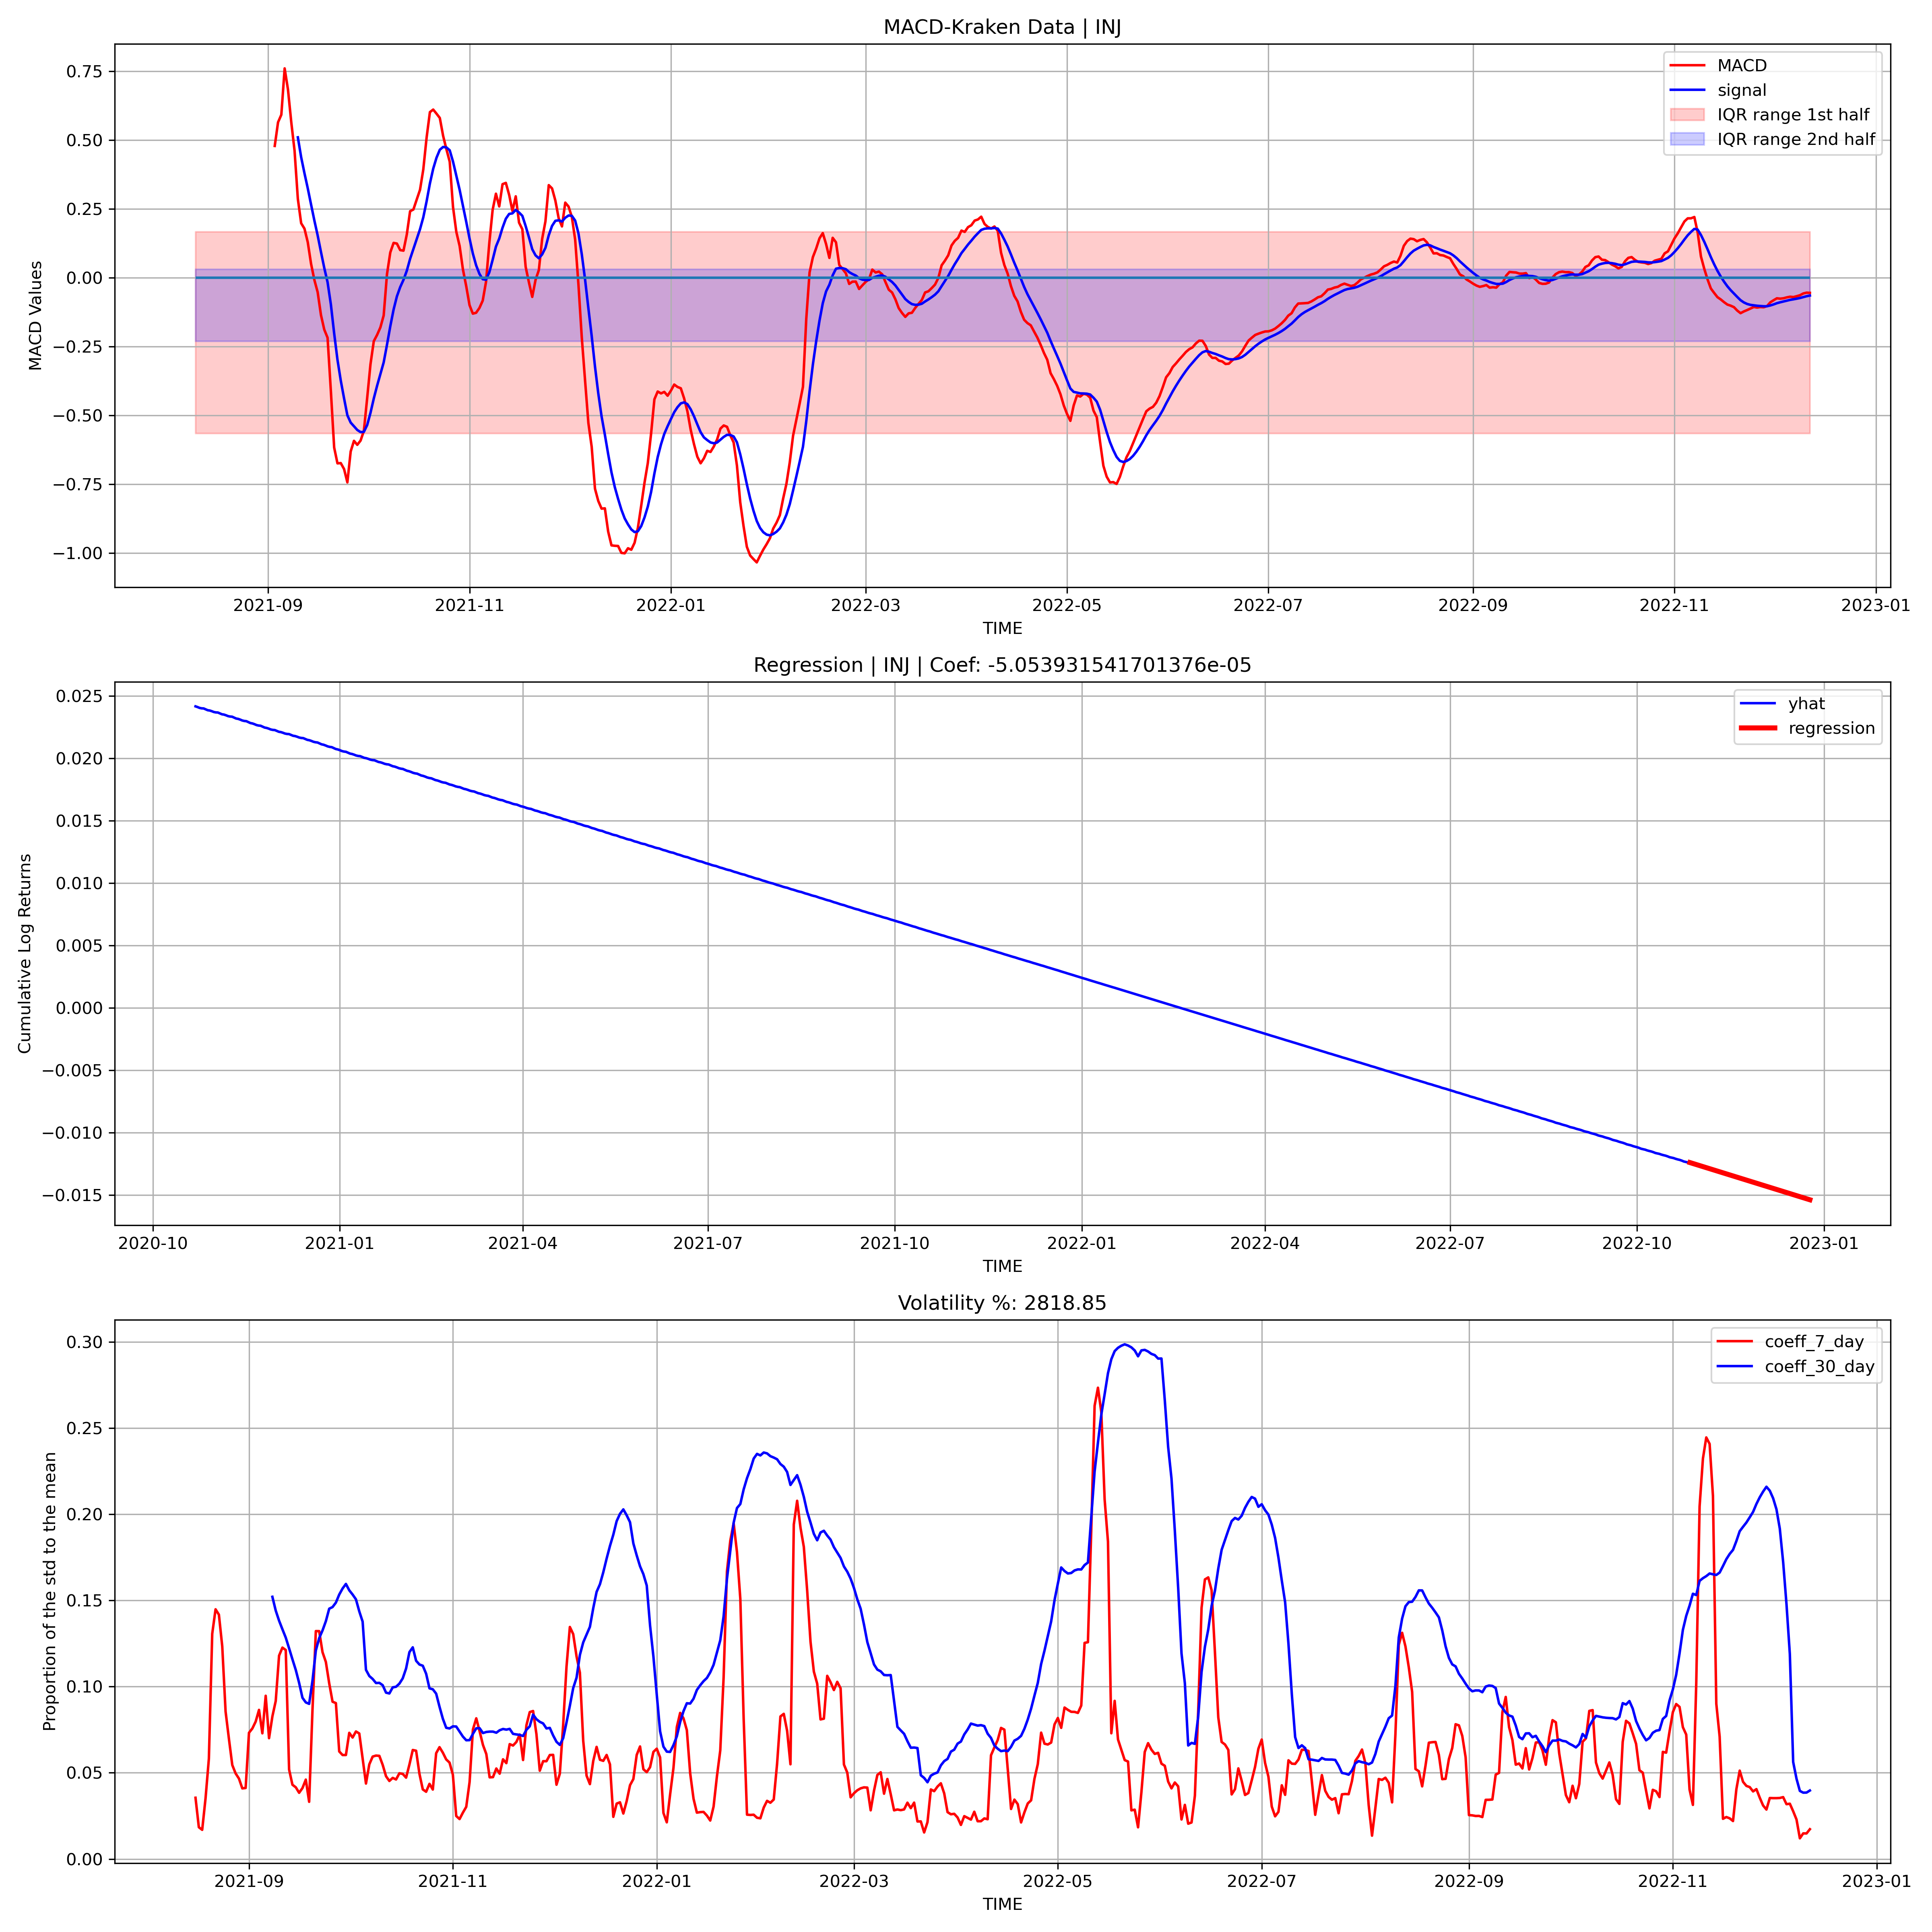 MACD-Kraken Data | INJ
MACD Values
0.75
0.50
0.25
0.00
−0.25
−0.50
−0.75
−1.00
MACD
signal
IQR range 1st half
IQR range 2nd half
2021-09 2021-11 2022-01 2022-03 2022-05 2022-07 2022-09 2022-11 2023-01
TIME
Regression | INJ | Coef: -5.053931541701376e-05
Cumulative Log Returns
0.025
0.020
0.015
0.010
0.005
0.000
−0.005
−0.010
−0.015
yhat
regression
2020-10 2021-01 2021-04 2021-07 2021-10 2022-01 2022-04 2022-07 2022-10 2023-01
TIME
Volatility %: 2818.85
Proportion of the std to the mean
0.30
0.25
0.20
0.15
0.10
0.05
0.00
coeff_7_day
coeff_30_day
2021-09 2021-11 2022-01 2022-03 2022-05 2022-07 2022-09 2022-11 2023-01
TIME